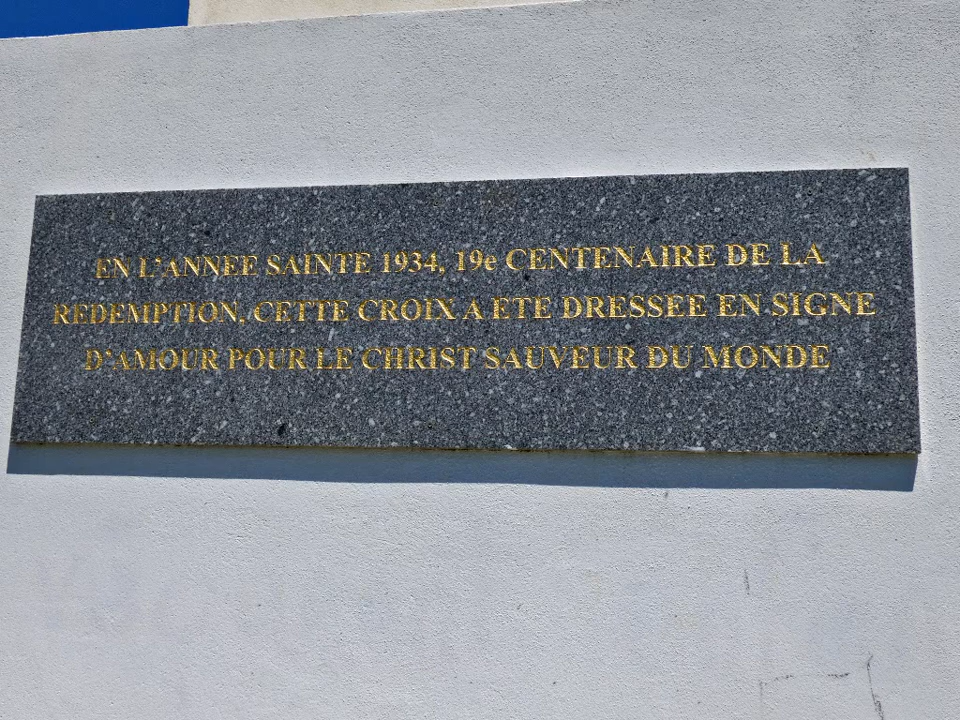 EN L'ANNEE SAINTE 1934, 19e CENTENAIRE DE LA
REDEMPTION, CETTE CROIX A ETE DRESSEE EN SIGNE
D'AMOUR POUR LE CHRIST SAUVEUR DU MONDE